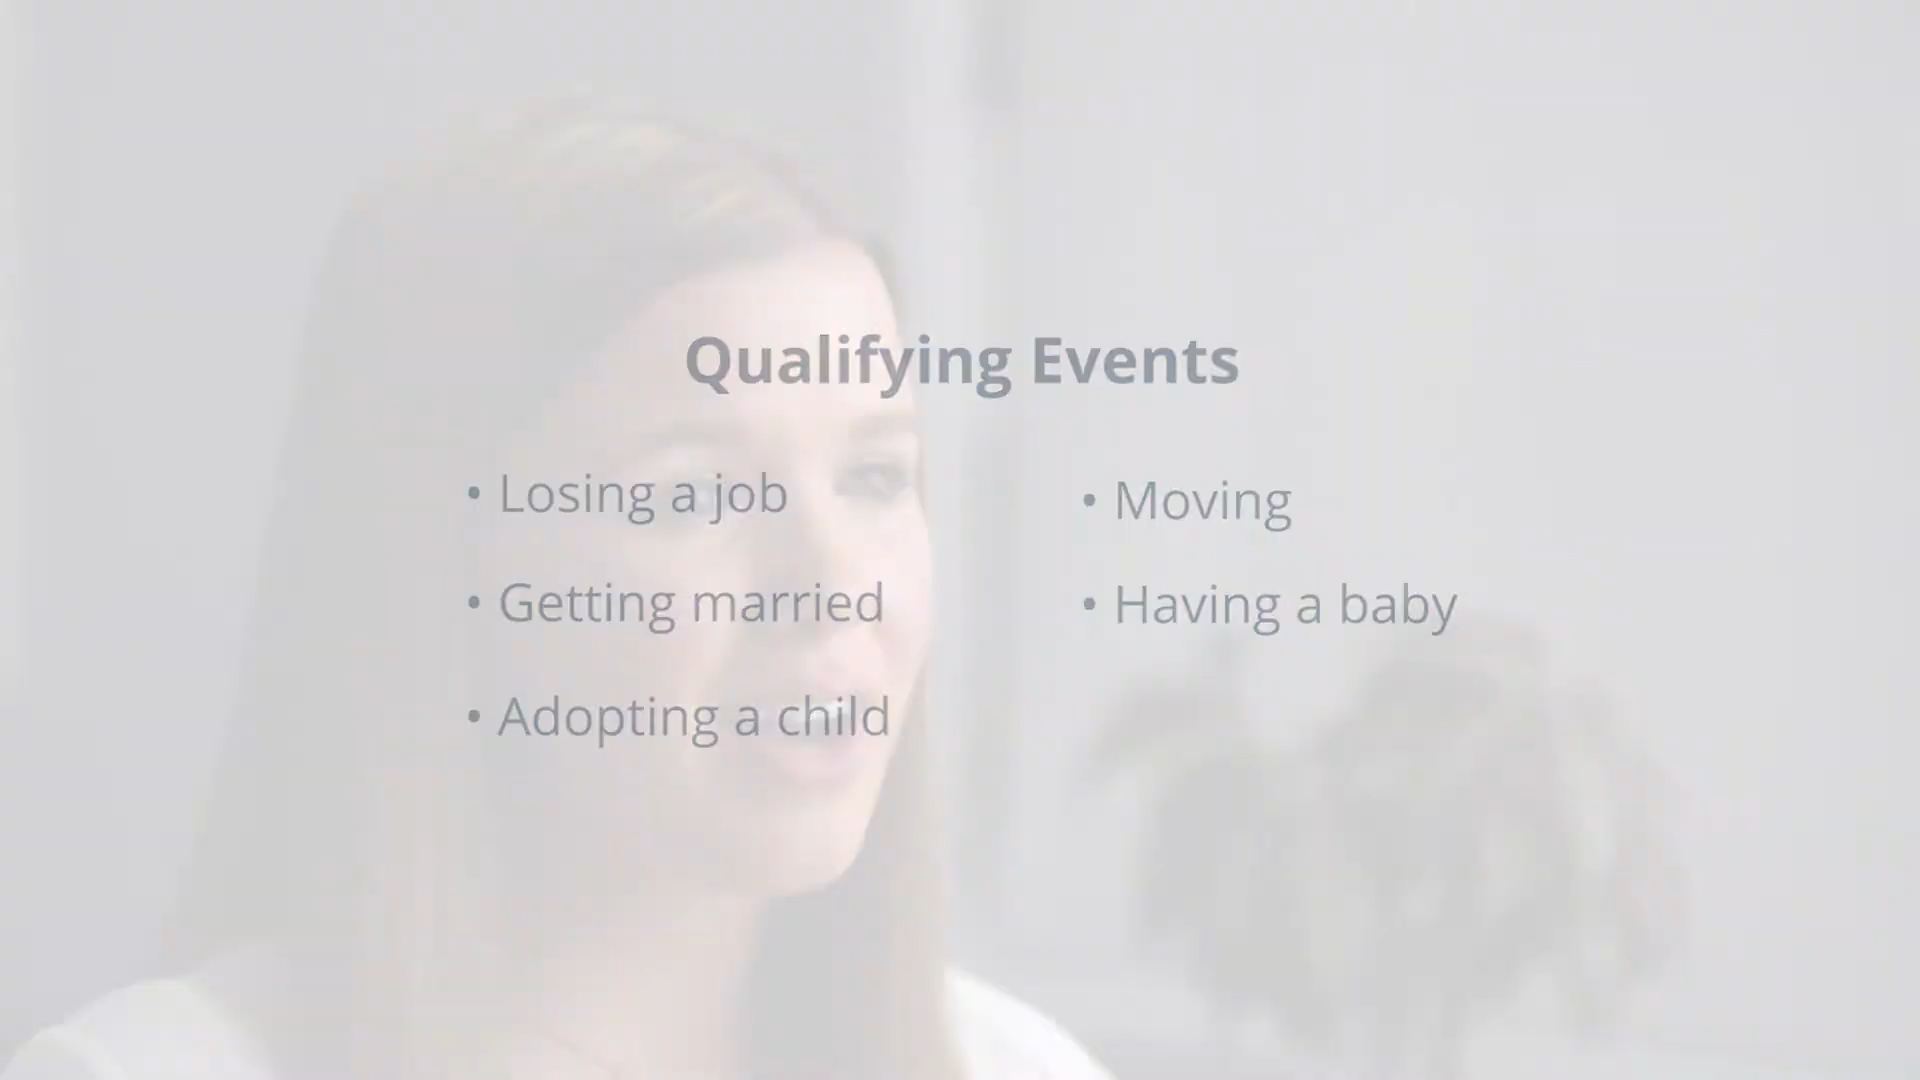 Qualifying Events
• Losing a job
• Getting married
• Adopting a child
• Moving
• Having a baby